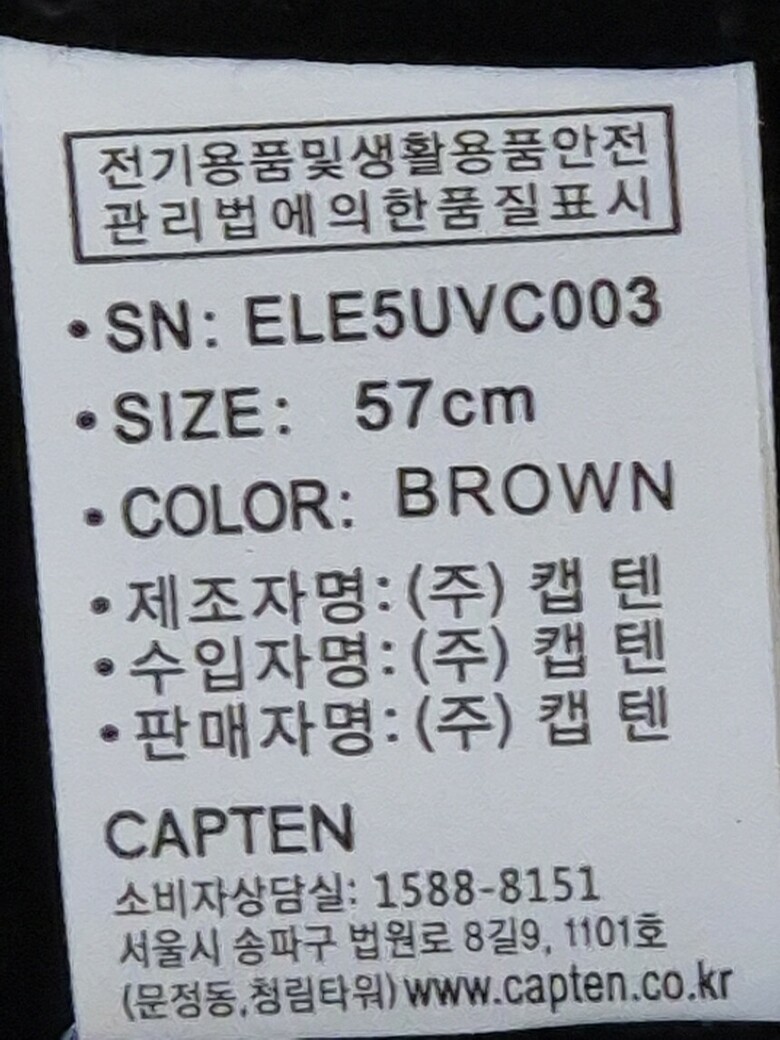 전기용품및생활용품안전
관리법에의한품질표시
• SN: ELE5UVC003
• SIZE: 57cm
• COLOR: BROWN
• 제조자명:(주) 캡 텐
• 수입자명:(주) 캡 텐
• 판매자명:(주) 캡 텐
CAPTEN
소비자상담실: 1588-8151
서울시 송파구 법원로 8길9, 1101호
(문정동,청림타워)www.capten.co.kr